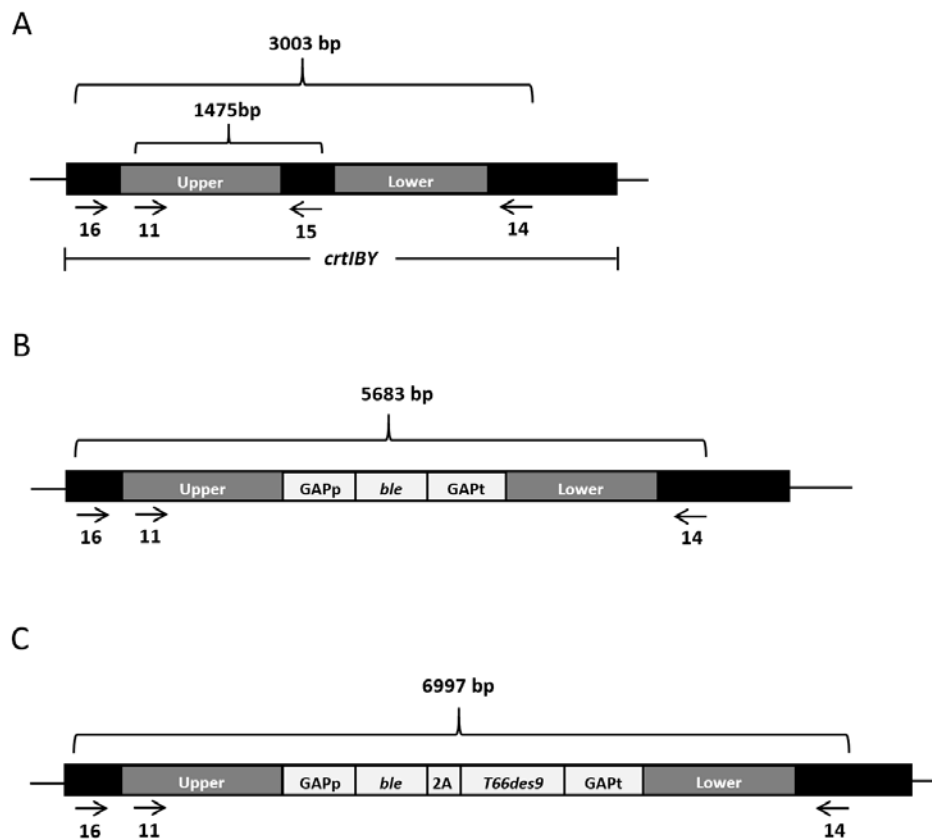 A
3003 bp
1475bp
Upper Lower
16 11 15 14
crtIBY
B
5683 bp
Upper GAPp ble GAPt Lower
16 11 14
C
6997 bp
Upper GAPp ble 2A T66des9 GAPt Lower
16 11 14